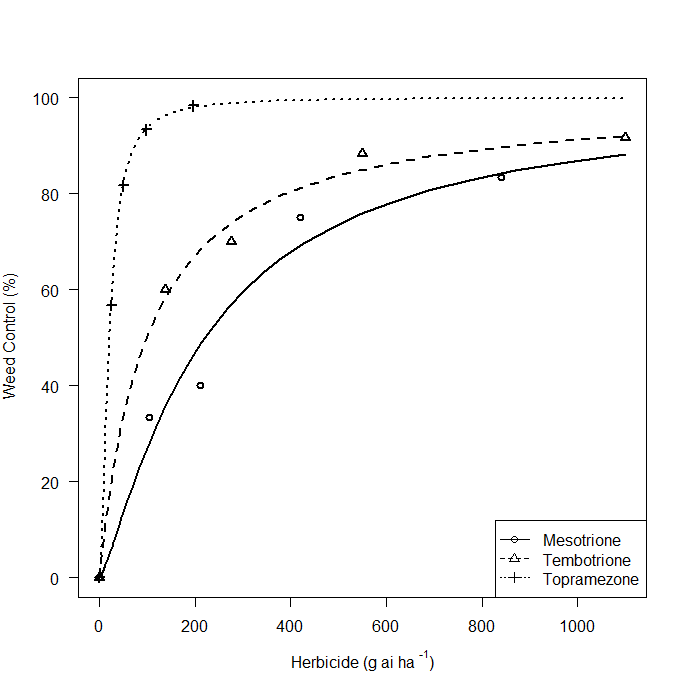 100
80
60
40
20
0
Weed Control (%)
0 200 400 600 800 1000
Herbicide (g ai ha -1)
Mesotrione
Tembotrione
Topramezone